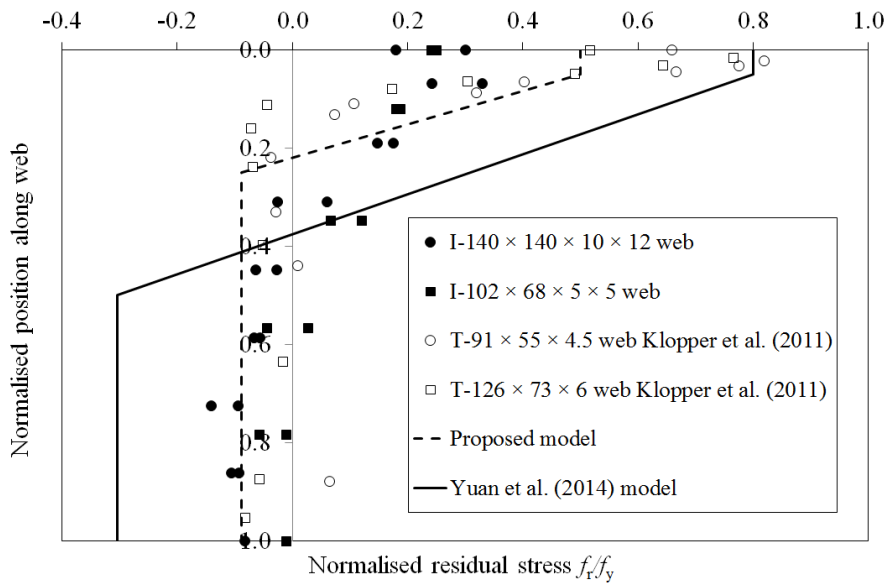 -0.4 -0.2 0.0 0.2 0.4 0.6 0.8 1.0
0.0
0.2
0.4
0.6
0.8
1.0
Normalised position along web
I-140 × 140 × 10 × 12 web
I-102 × 68 × 5 × 5 web
T-91 × 55 × 4.5 web Klopper et al. (2011)
T-126 × 73 × 6 web Klopper et al. (2011)
Proposed model
Yuan et al. (2014) model
Normalised residual stress fr/fy